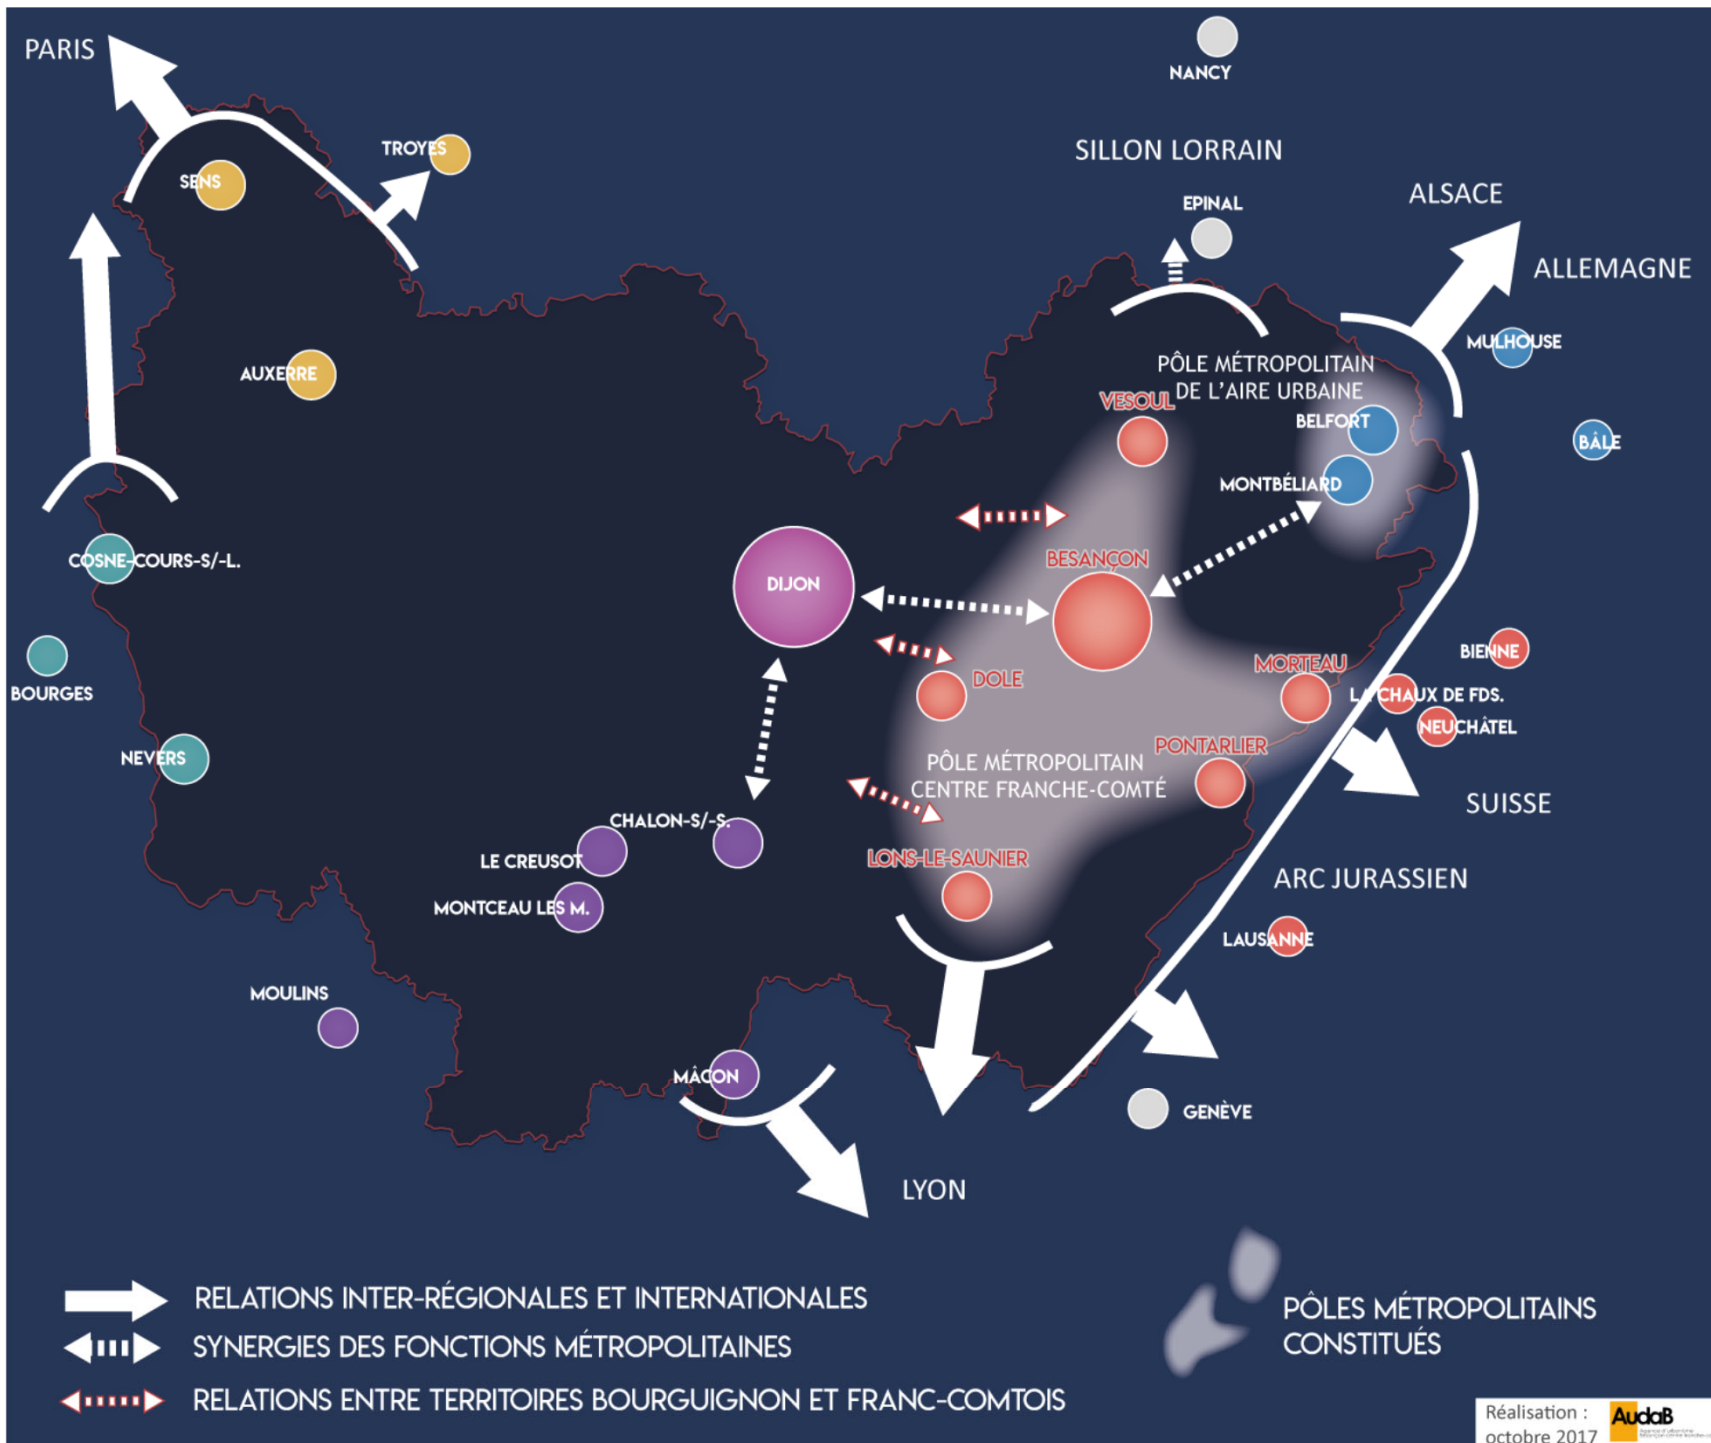 PARIS
NANCY
TROYES
SILLON LORRAIN
SENS
ALSACE
EPINAL
ALLEMAGNE
MULHOUSE
PÔLE MÉTROPOLITAIN
DE L'AIRE URBAINE
AUXERRE
VESOUL
BELFORT
BÂLE
MONTBÉLIARD
COSNE-COURS-S/-L.
BESANÇON
DIJON
BIENNE
MORTEAU
DOLE
BOURGES
LA CHAUX DE FDS.
NEUCHÂTEL
PONTARLIER
NEVERS
PÔLE MÉTROPOLITAIN
CENTRE FRANCHE-COMTÉ
SUISSE
CHALON-S/-S.
LE CREUSOT
LONS-LE-SAUNIER
ARC JURASSIEN
MONTCEAU LES M.
LAUSANNE
MOULINS
MÂCON
GENÈVE
LYON
RELATIONS INTER-RÉGIONALES ET INTERNATIONALES
SYNERGIES DES FONCTIONS MÉTROPOLITAINES
RELATIONS ENTRE TERRITOIRES BOURGUIGNON ET FRANC-COMTOIS
PÔLES MÉTROPOLITAINS
CONSTITUÉS
Réalisation :
octobre 2017
AudaB